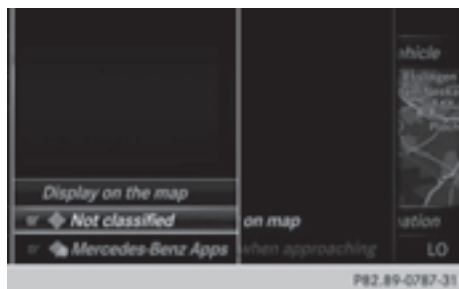 Display on the map
Not classified
on map
Mercedes-Benz Apps
when approaching
LO
P82.89-0787-31